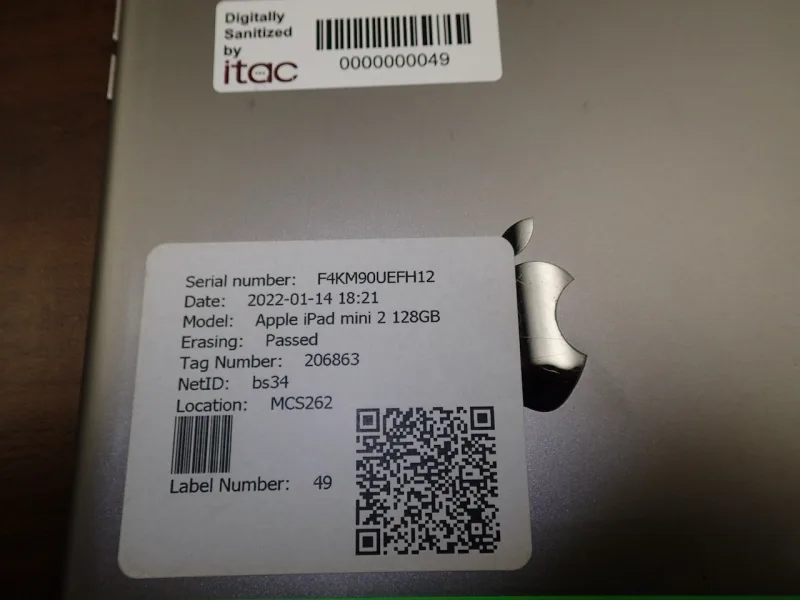 Digitally
Sanitized
by
itac
0000000049
Serial number: F4KM90UEFH12
Date: 2022-01-14 18:21
Model: Apple iPad mini 2 128GB
Erasing: Passed
Tag Number: 206863
NetID: bs34
Location: MCS262
Label Number: 49